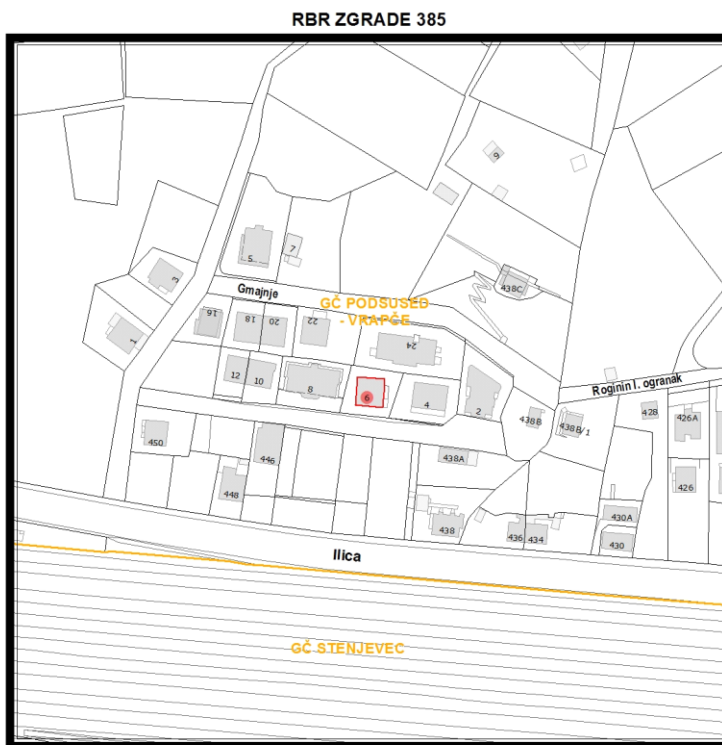 RBR ZGRADE 385
9
5
7
438C
3
Gmajnje
GČ PODSUSED
- VRAPČE
16
18
20
22
24
1
Roginin I. ogranak
12
10
8
6
4
2
428
426A
438B
438B/1
450
446
438A
448
426
430A
438
436
434
430
Ilica
GČ STENJEVEC